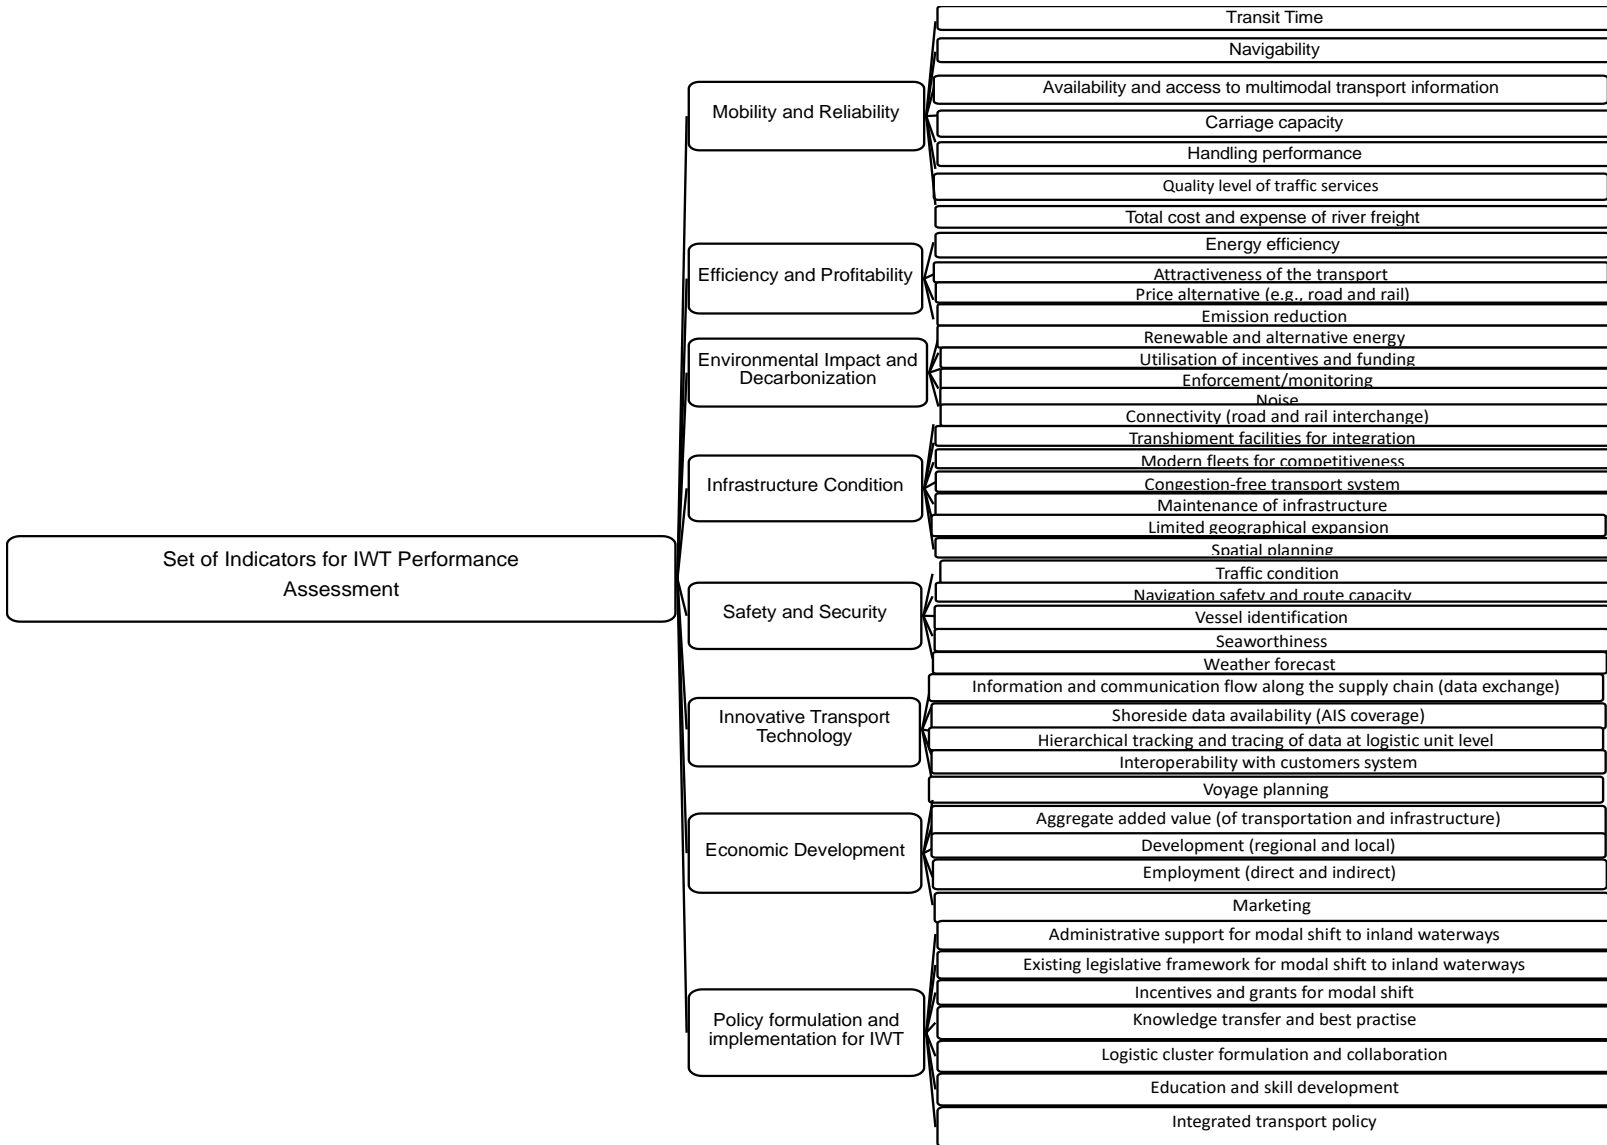 Set of Indicators for IWT Performance
Assessment
Mobility and Reliability
Transit Time
Navigability
Availability and access to multimodal transport information
Carriage capacity
Handling performance
Quality level of traffic services
Efficiency and Profitability
Total cost and expense of river freight
Energy efficiency
Attractiveness of the transport
Price alternative (e.g., road and rail)
Environmental Impact and
Decarbonization
Emission reduction
Renewable and alternative energy
Utilisation of incentives and funding
Enforcement/monitoring
Noise
Infrastructure Condition
Connectivity (road and rail interchange)
Transhipment facilities for integration
Modern fleets for competitiveness
Congestion-free transport system
Maintenance of infrastructure
Limited geographical expansion
Spatial planning
Safety and Security
Traffic condition
Navigation safety and route capacity
Vessel identification
Seaworthiness
Weather forecast
Innovative Transport
Technology
Information and communication flow along the supply chain (data exchange)
Shoreside data availability (AIS coverage)
Hierarchical tracking and tracing of data at logistic unit level
Interoperability with customers system
Voyage planning
Economic Development
Aggregate added value (of transportation and infrastructure)
Development (regional and local)
Employment (direct and indirect)
Marketing
Policy formulation and
implementation for IWT
Administrative support for modal shift to inland waterways
Existing legislative framework for modal shift to inland waterways
Incentives and grants for modal shift
Knowledge transfer and best practise
Logistic cluster formulation and collaboration
Education and skill development
Integrated transport policy